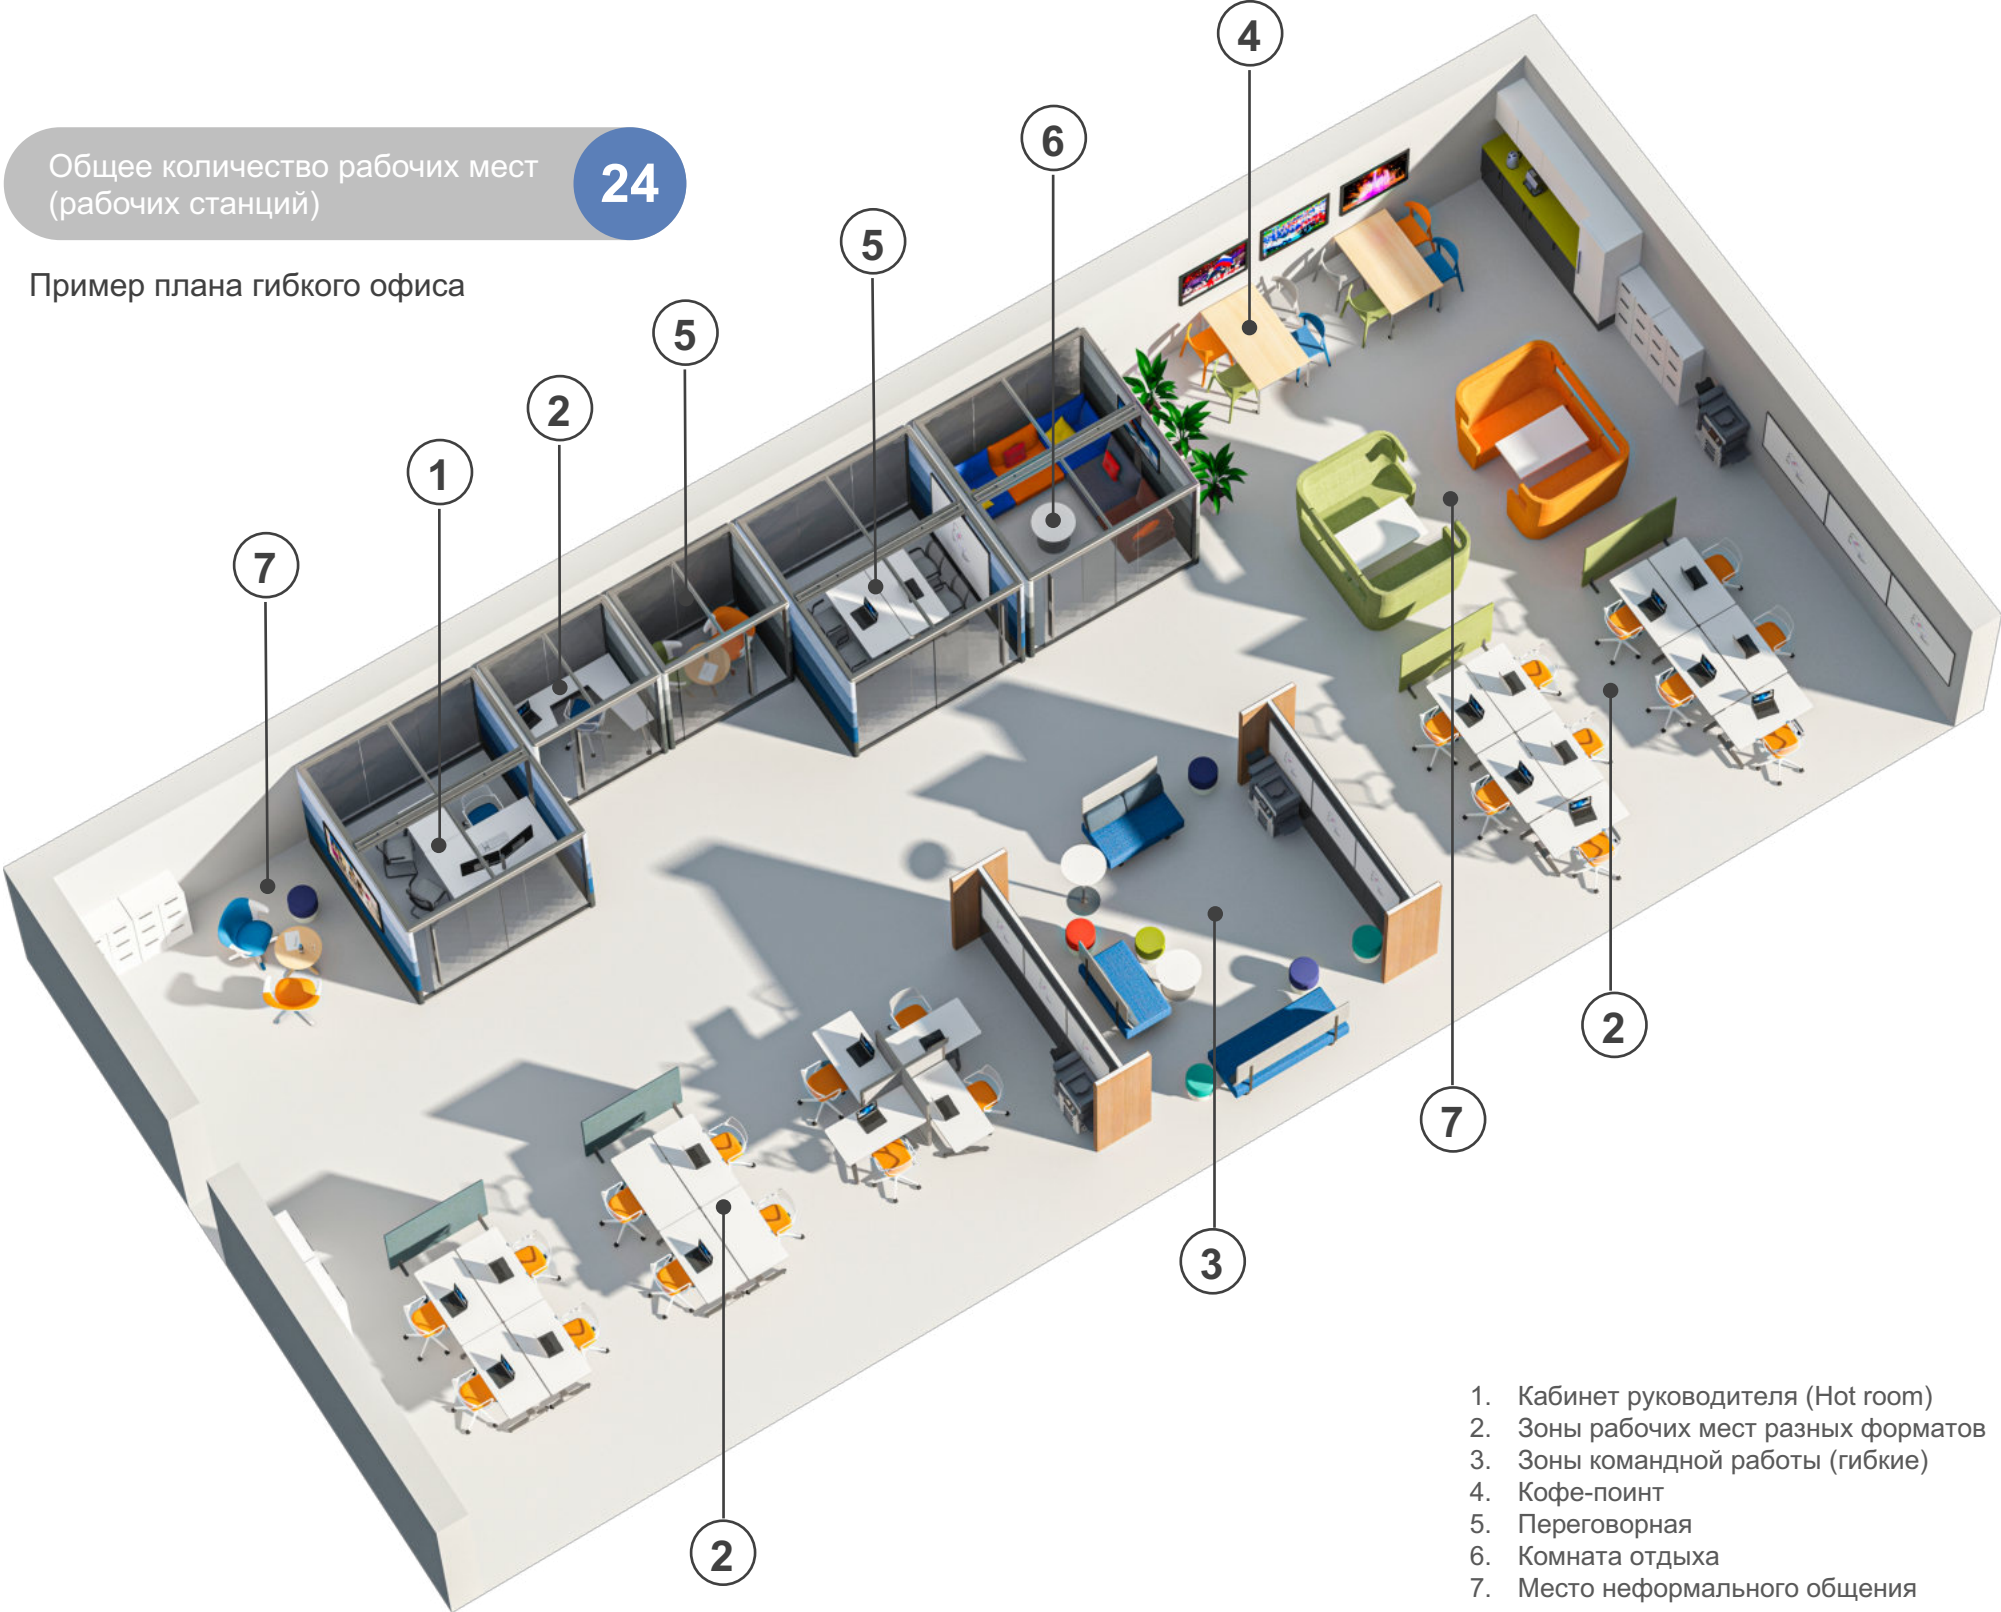 4
6
Общее количество рабочих мест
(рабочих станций)
24
5
Пример плана гибкого офиса
5
2
1
7
2
7
3
2
1. Кабинет руководителя (Hot room)
2. Зоны рабочих мест разных форматов
3. Зоны командной работы (гибкие)
4. Кофе-поинт
5. Переговорная
6. Комната отдыха
7. Место неформального общения